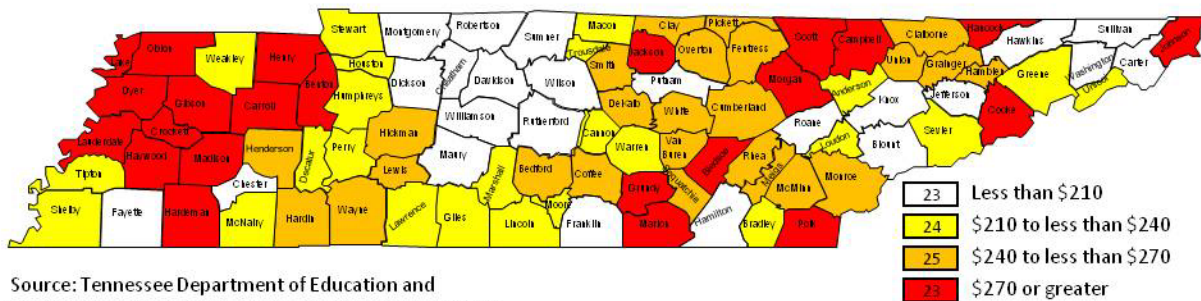 Stewart
Montgomery
Robertson
Sumner
Macon
Clay
Pickett
Scott
Campbell
Claiborne
Hancock
Hawkins
Sullivan
Johnson
Lake
Obion
Weakley
Henry
Houston
Dickson
Cheatham
Davidson
Wilson
Trousdale
Smith
Jackson
Overton
Fentress
Morgan
Anderson
Union
Grainger
Hamblen
Greene
Washington
Unicoi
Carter
Dyer
Gibson
Carroll
Benton
Humphreys
Williamson
Rutherford
DeKalb
Putnam
White
Cumberland
Roane
Knox
Jefferson
Cocke
Sevier
Lauderdale
Crockett
Haywood
Madison
Henderson
Decatur
Perry
Hickman
Lewis
Maury
Marshall
Bedford
Cannon
Coffee
Warren
Van
Buren
Sequatchie
Bledsoe
Rhea
Meigs
Loudon
Blount
Monroe
McMinn
Tipton
Shelby
Fayette
Hardeman
Chester
McNairy
Hardin
Wayne
Lawrence
Giles
Lincoln
Moore
Franklin
Grundy
Marion
Hamilton
Bradley
Polk
23 Less than $210
24 $210 to less than $240
25 $240 to less than $270
23 $270 or greater
Source: Tennessee Department of Education and